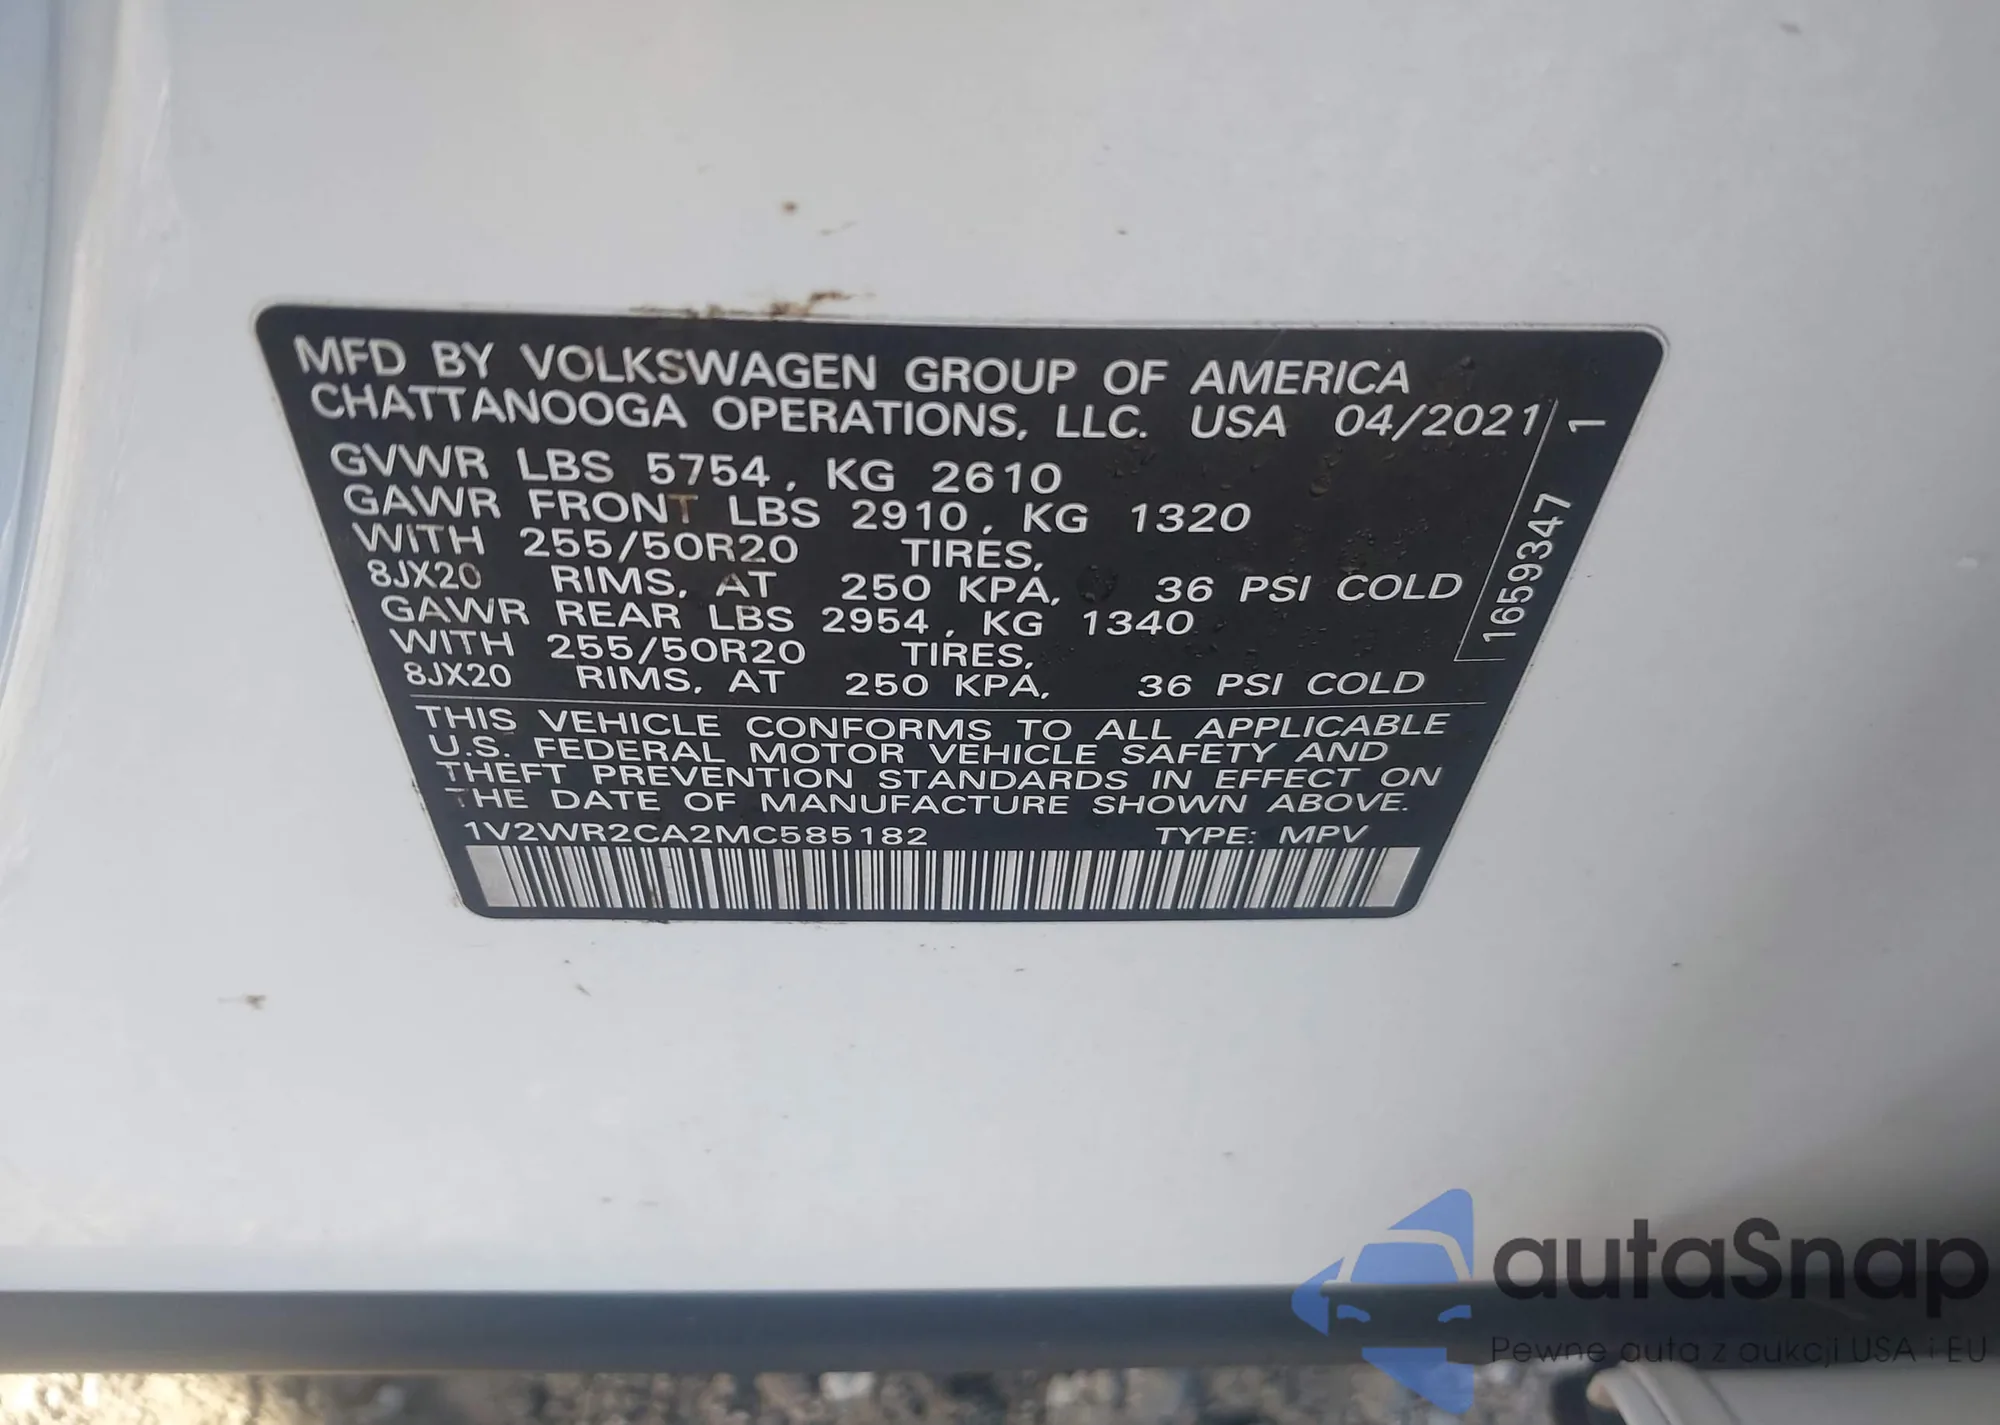 MFD BY VOLKSWAGEN GROUP OF AMERICA
CHATTANOOGA OPERATIONS, LLC. USA 04/2021
GVWR LBS 5754, KG 2610
GAWR FRONT LBS 2910, KG 1320
WITH 255/50R20 TIRES,
8JX20 RIMS, AT 250 KPA, 36 PSI COLD
GAWR REAR LBS 2954, KG 1340
WITH 255/50R20 TIRES,
8JX20 RIMS, AT 250 KPA, 36 PSI COLD
1659347 1
THIS VEHICLE CONFORMS TO ALL APPLICABLE
U.S. FEDERAL MOTOR VEHICLE SAFETY AND
THEFT PREVENTION STANDARDS IN EFFECT ON
THE DATE OF MANUFACTURE SHOWN ABOVE.
1V2WR2CA2MC585182 TYPE: MPV
autaSnap
Pewne auta z aukcji USA i EU